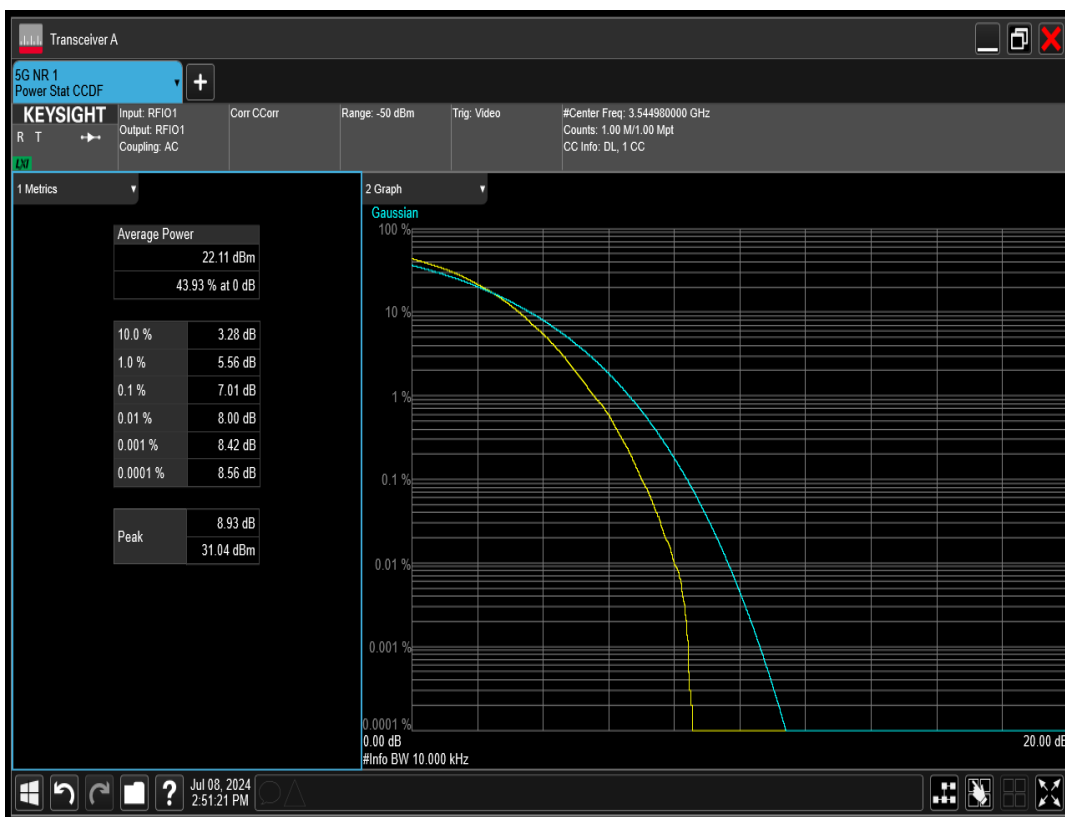 Transceiver A
5G NR 1
Power Stat CCDF
+
KEYSIGHT
R T
LXI
Input: RFIO1
Output: RFIO1
Coupling: AC
Corr CCorr
Range: -50 dBm
Trig: Video
#Center Freq: 3.544980000 GHz
Counts: 1.00 M/1.00 Mpt
CC Info: DL, 1 CC
1 Metrics
Average Power
22.11 dBm
43.93 % at 0 dB
10.0 % 3.28 dB
1.0 % 5.56 dB
0.1 % 7.01 dB
0.01 % 8.00 dB
0.001 % 8.42 dB
0.0001 % 8.56 dB
Peak 8.93 dB
31.04 dBm
2 Graph
Gaussian
100 %
10 %
1 %
0.1 %
0.01 %
0.001 %
0.0001 %
0.00 dB
20.00 dB
#Info BW 10.000 kHz
?
Jul 08, 2024
2:51:21 PM